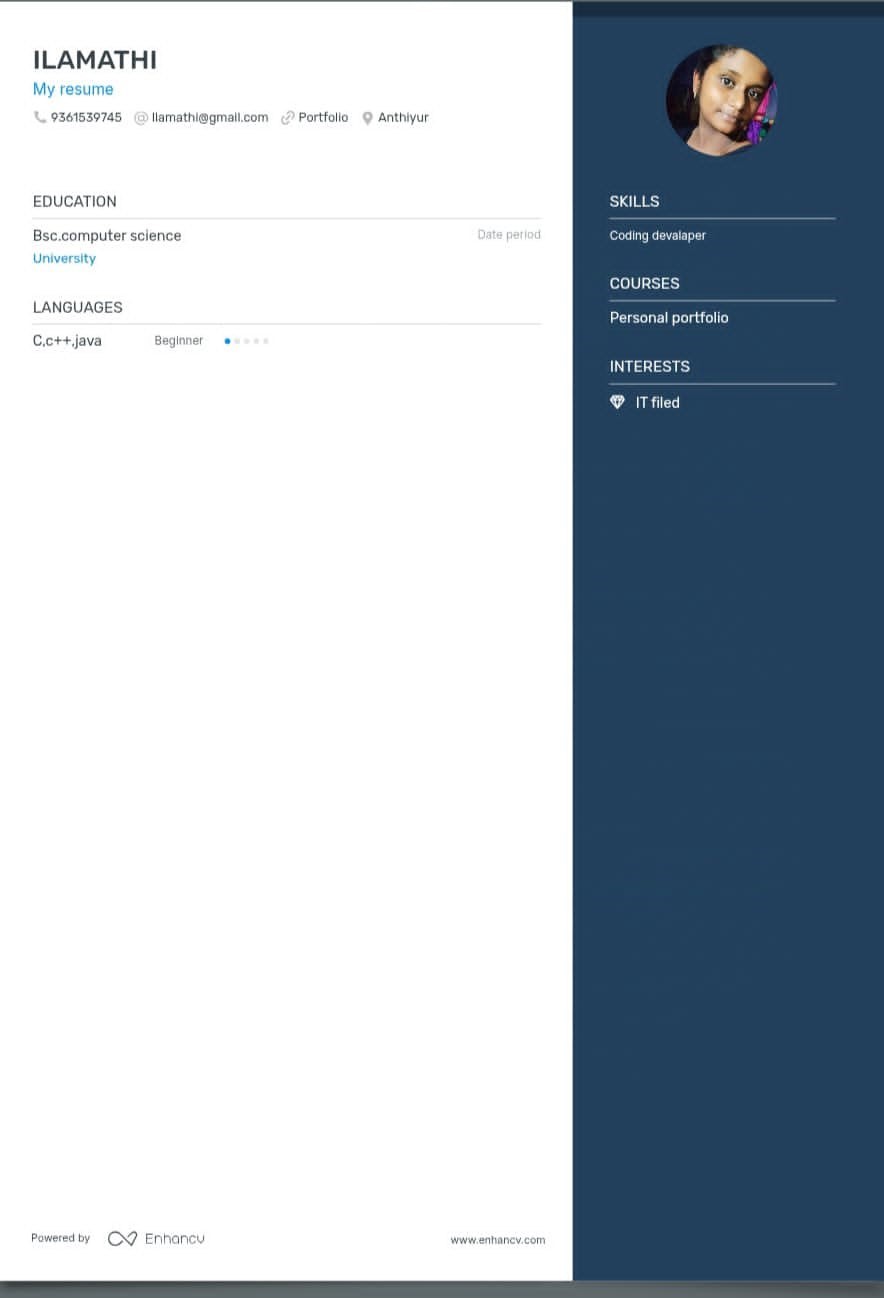 ILAMATHI
My resume
9361539745 Ilamathi@gmail.com Portfolio Anthiyur
EDUCATION
Bsc.computer science Date period
University
LANGUAGES
C,c++,java Beginner
SKILLS
Coding devalaper
COURSES
Personal portfolio
INTERESTS
IT filed
Powered by Enhancv www.enhancv.com